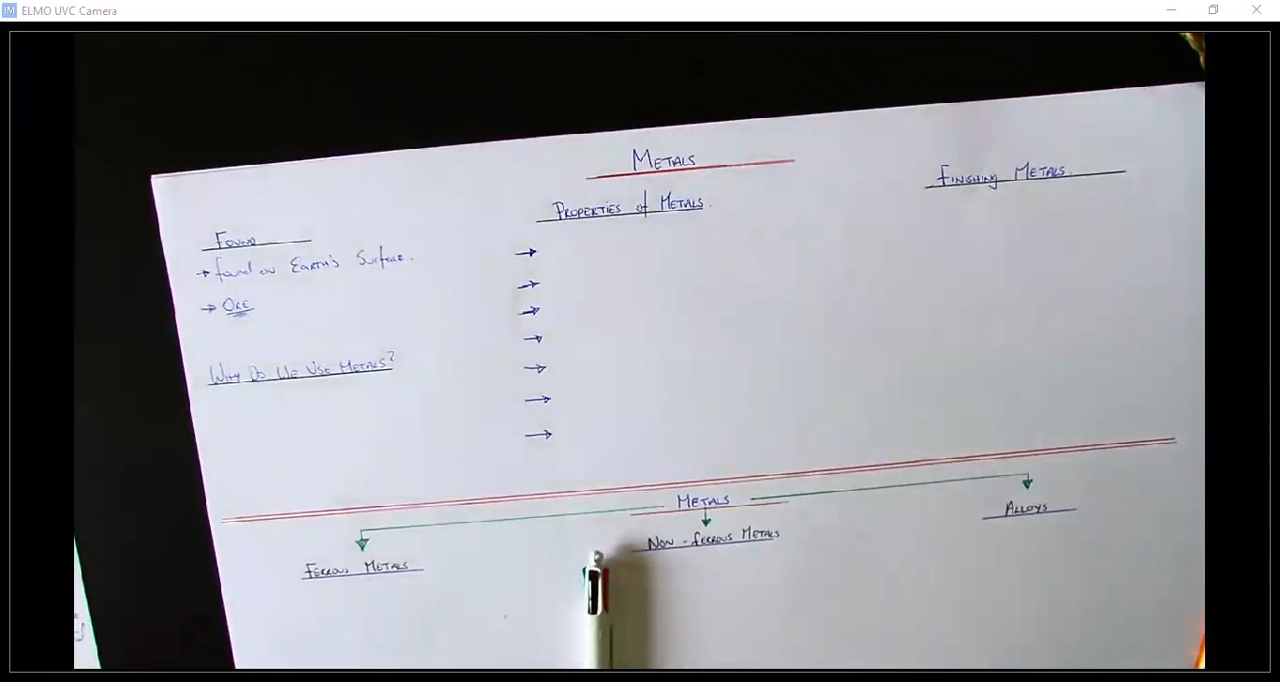 ELMO UVC Camera
METALS
PROPERTIES of METALS.
FINISHING METALS.
FOUND
→ found on EARTH'S SURFACE.
→ ORE
WHY DO WE USE METALS?
→
→
→
→
→
→
→
METALS
FERROUS METALS
NON-FERROUS METALS
ALLOYS